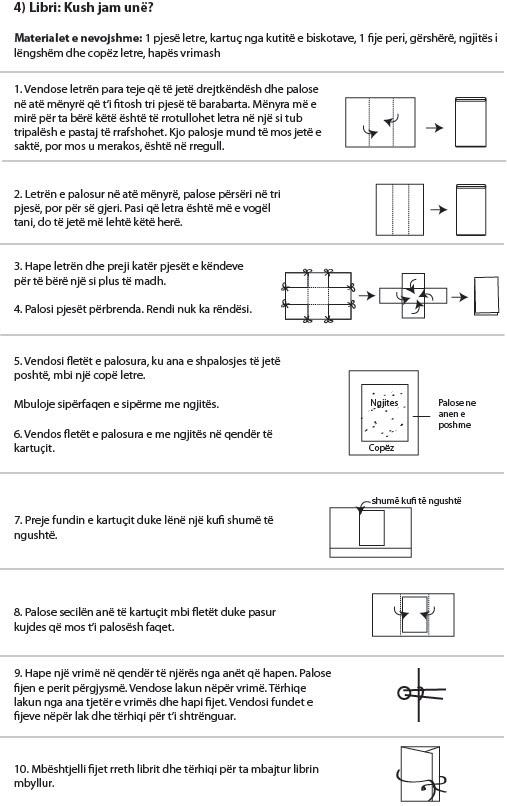 4) Libri: Kush jam unë?
Materialet e nevojshme: 1 pjesë letre, kartuç nga kutitë e biskotave, 1 fije peri, gërshërë, ngjitës i
lëngshëm dhe copëz letre, hapës vrimash
1. Vendose letrën para teje që të jetë drejtkëndësh dhe palose
në atë mënyrë që t'i fitosh tri pjesë të barabarta. Mënyra më e
mirë për ta bërë këtë është të rrotullohet letra në një si tub
tripalësh e pastaj të rrafshohet. Kjo palosje mund të mos jetë e
saktë, por mos u merakos, është në rregull.
2. Letrën e palosur në atë mënyrë, palose përsëri në tri
pjesë, por për së gjeri. Pasi që letra është më e vogël
tani, do të jetë më lehtë këtë herë.
3. Hape letrën dhe preji katër pjesët e këndeve
për të bërë një si plus të madh.
4. Palosi pjesët përbrenda. Rendi nuk ka rëndësi.
5. Vendosi fletët e palosura, ku ana e shpalosjes të jetë
poshtë, mbi një copë letre.
Mbuloje sipërfaqen e sipërme me ngjitës.
6. Vendos fletët e palosura e me ngjitës në qendër të
kartuçit.
Ngjites
Copëz
Palose ne
anen e
poshme
7. Preje fundin e kartuçit duke lënë një kufi shumë të
ngushtë.
shumë kufi të ngushtë
8. Palose secilën anë të kartuçit mbi fletët duke pasur
kujdes që mos t'i palosësh faqet.
9. Hape një vrimë në qendër të njërës nga anët që hapen. Palose
fijen e perit përgjysmë. Vendose lakun nëpër vrimë. Tërhiqe
lakun nga ana tjetër e vrimës dhe hapi fijet. Vendosi fundet e
fijeve nëpër lak dhe tërhiqi për t'i shtrënguar.
10. Mbështjelli fijet rreth librit dhe tërhiqi për ta mbajtur librin
mbyllur.